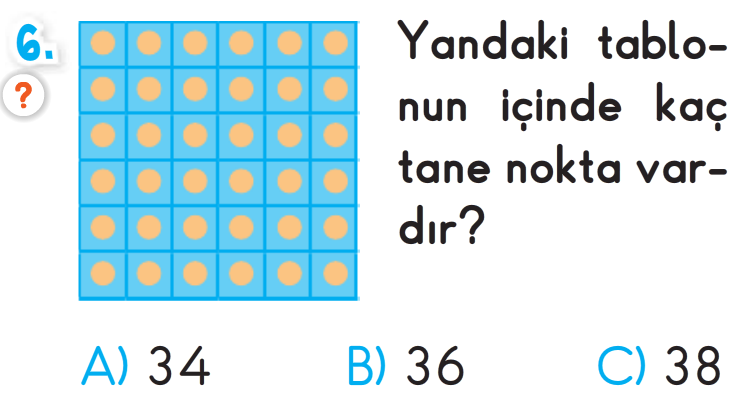 6.
?
Yandaki tablo-
nun içinde kaç
tane nokta var-
dır?
A) 34 B) 36 C) 38